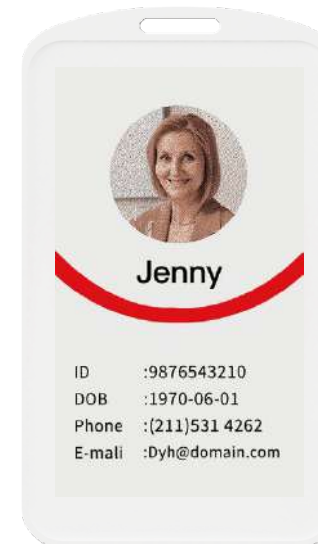 Jenny
ID :9876543210
DOB :1970-06-01
Phone :(211)531 4262
E-mali :Dyh@domain.com